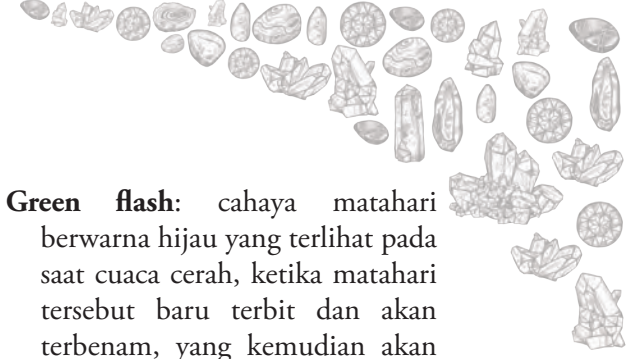 Green flash: cahaya matahari
berwarna hijau yang terlihat pada
saat cuaca cerah, ketika matahari
tersebut baru terbit dan akan
terbenam, yang kemudian akan